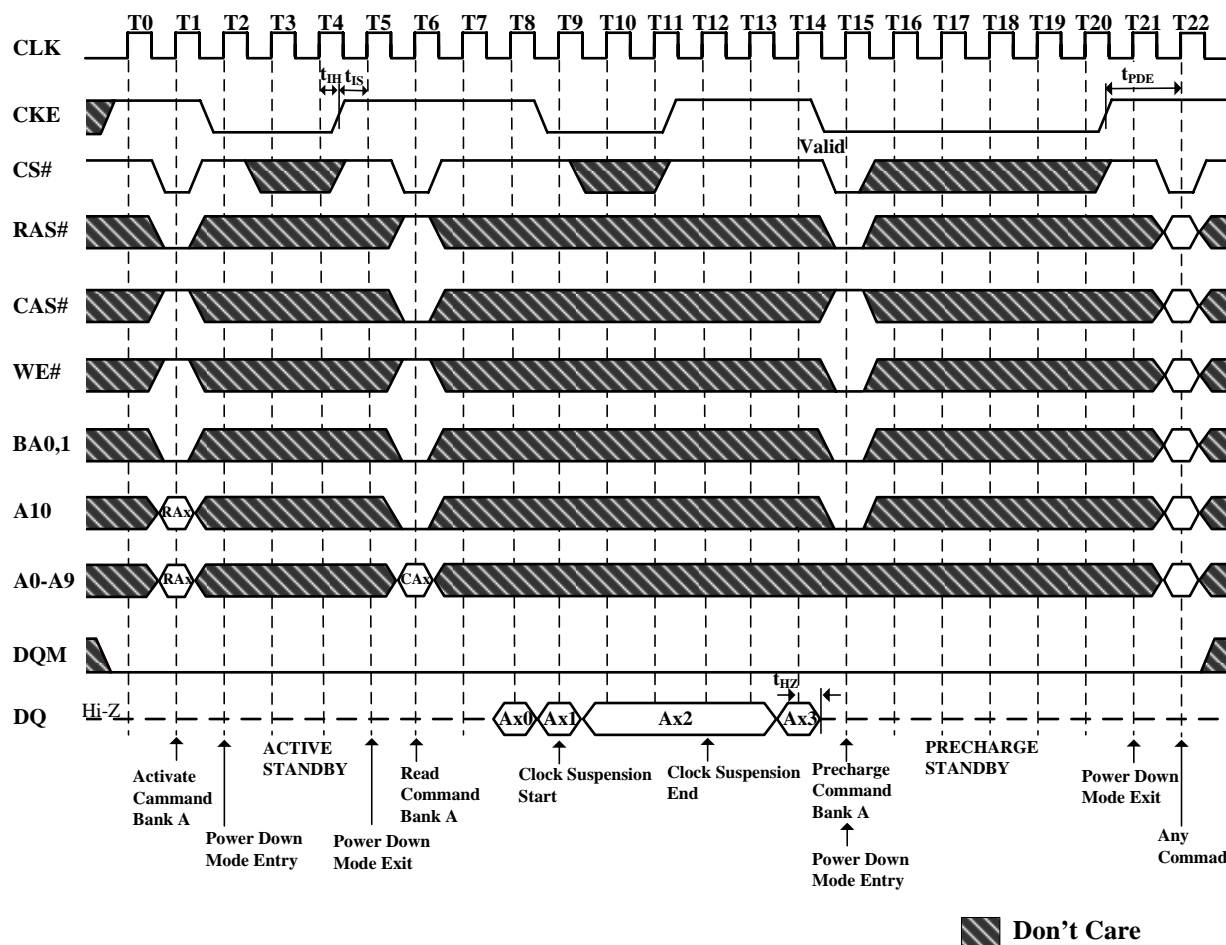 T0 T1 T2 T3 T4 T5 T6 T7 T8 T9 T10 T11 T12 T13 T14 T15 T16 T17 T18 T19 T20 T21 T22
CLK
tIH tIS
tPDE
CKE
Valid
CS#
RAS#
CAS#
WE#
BA0,1
A10
RAx
A0-A9
RAx
CAx
DQM
tHZ
DQ
Hi-Z
Ax0
Ax1
Ax2
Ax3
Activate
Cammand
Bank A
Power Down
Mode Entry
ACTIVE
STANDBY
Power Down
Mode Exit
Read
Command
Bank A
Clock Suspension
Start
Clock Suspension
End
Precharge
Command
Bank A
Power Down
Mode Entry
PRECHARGE
STANDBY
Power Down
Mode Exit
Any
Commad
Don't Care